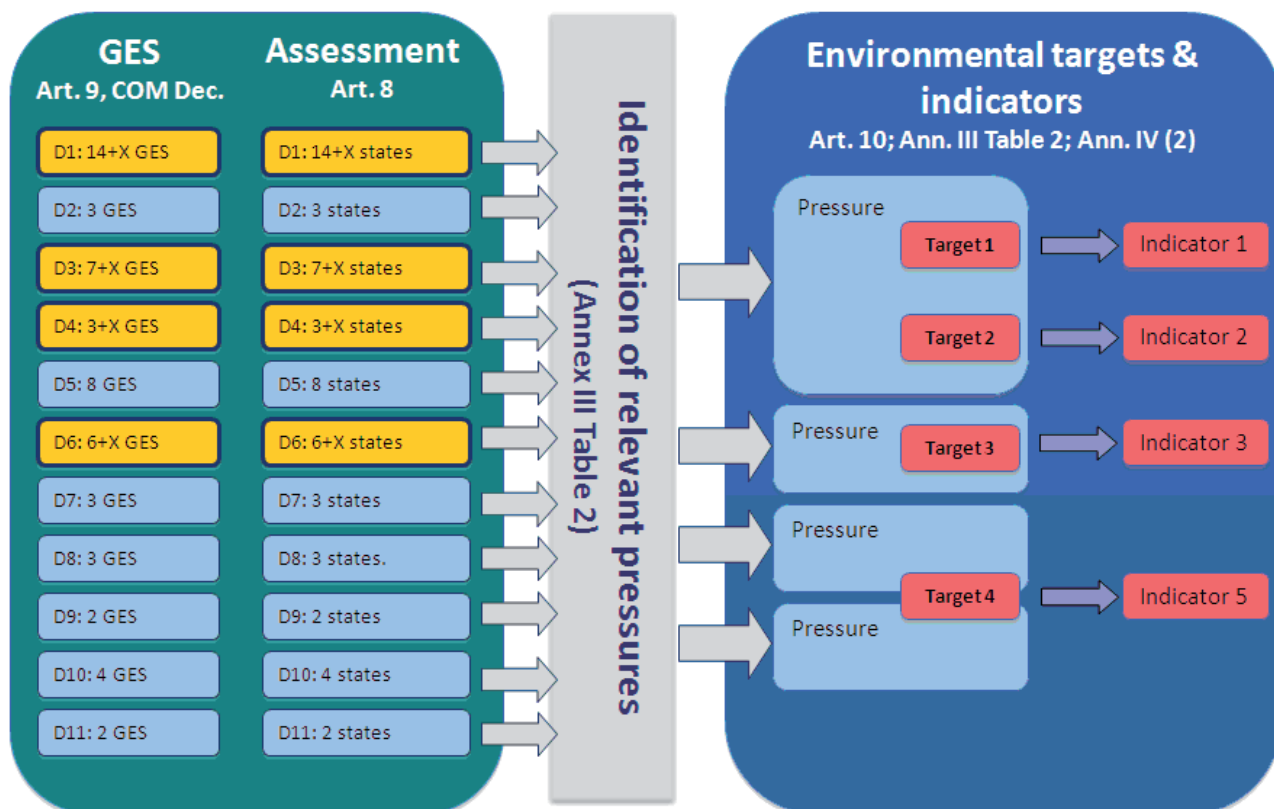 GES
Art. 9, COM Dec.
D1: 14+X GES
D2: 3 GES
D3: 7+X GES
D4: 3+X GES
D5: 8 GES
D6: 6+X GES
D7: 3 GES
D8: 3 GES
D9: 2 GES
D10: 4 GES
D11: 2 GES
Assessment
Art. 8
D1: 14+X states
D2: 3 states
D3: 7+X states
D4: 3+X states
D5: 8 states
D6: 6+X states
D7: 3 states
D8: 3 states.
D9: 2 states
D10: 4 states
D11: 2 states
Identification of relevant pressures
(Annex III Table 2)
Environmental targets &
indicators
Art. 10; Ann. III Table 2; Ann. IV (2)
Pressure
Target 1
Indicator 1
Target 2
Indicator 2
Pressure
Target 3
Indicator 3
Pressure
Target 4
Indicator 5
Pressure